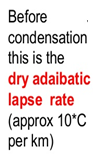 Before
condensation
this is the
dry adaibatic
lapse rate
(approx 10*C
per km)